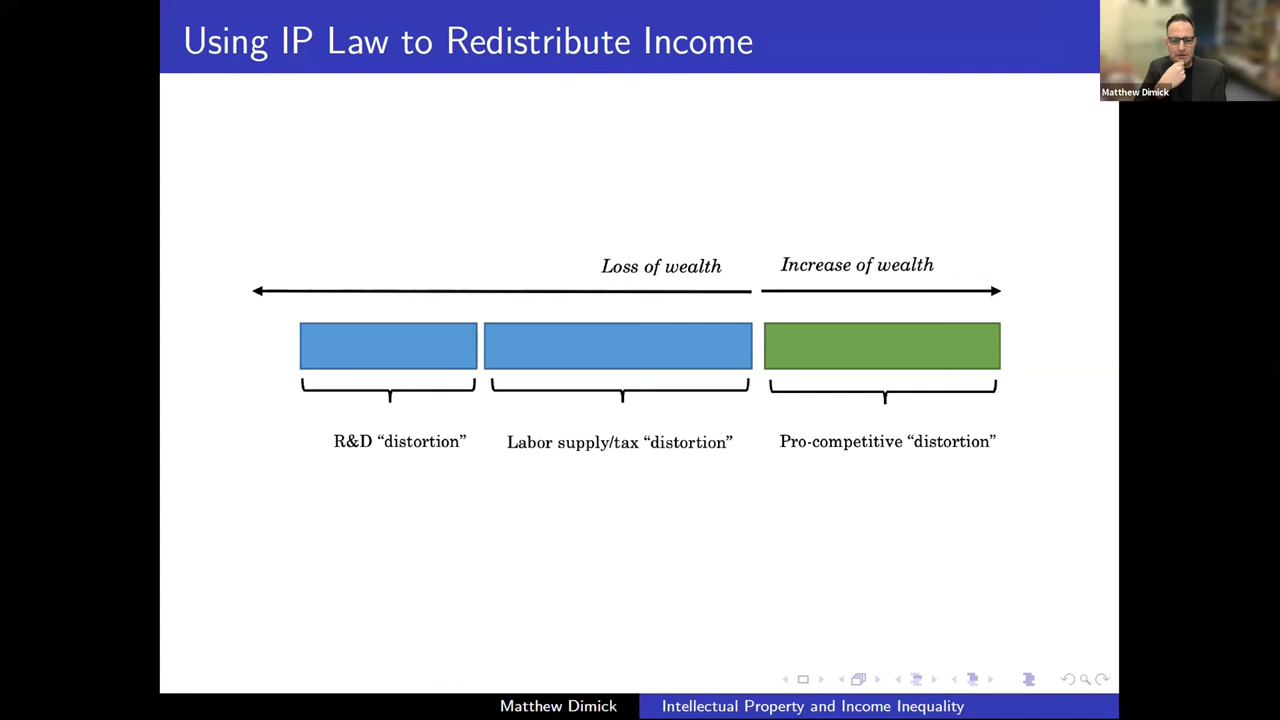 Using IP Law to Redistribute Income
Matthew Dimick
Loss of wealth
Increase of wealth
R&D “distortion”
Labor supply/tax “distortion”
Pro-competitive “distortion”
Matthew Dimick
Intellectual Property and Income Inequality